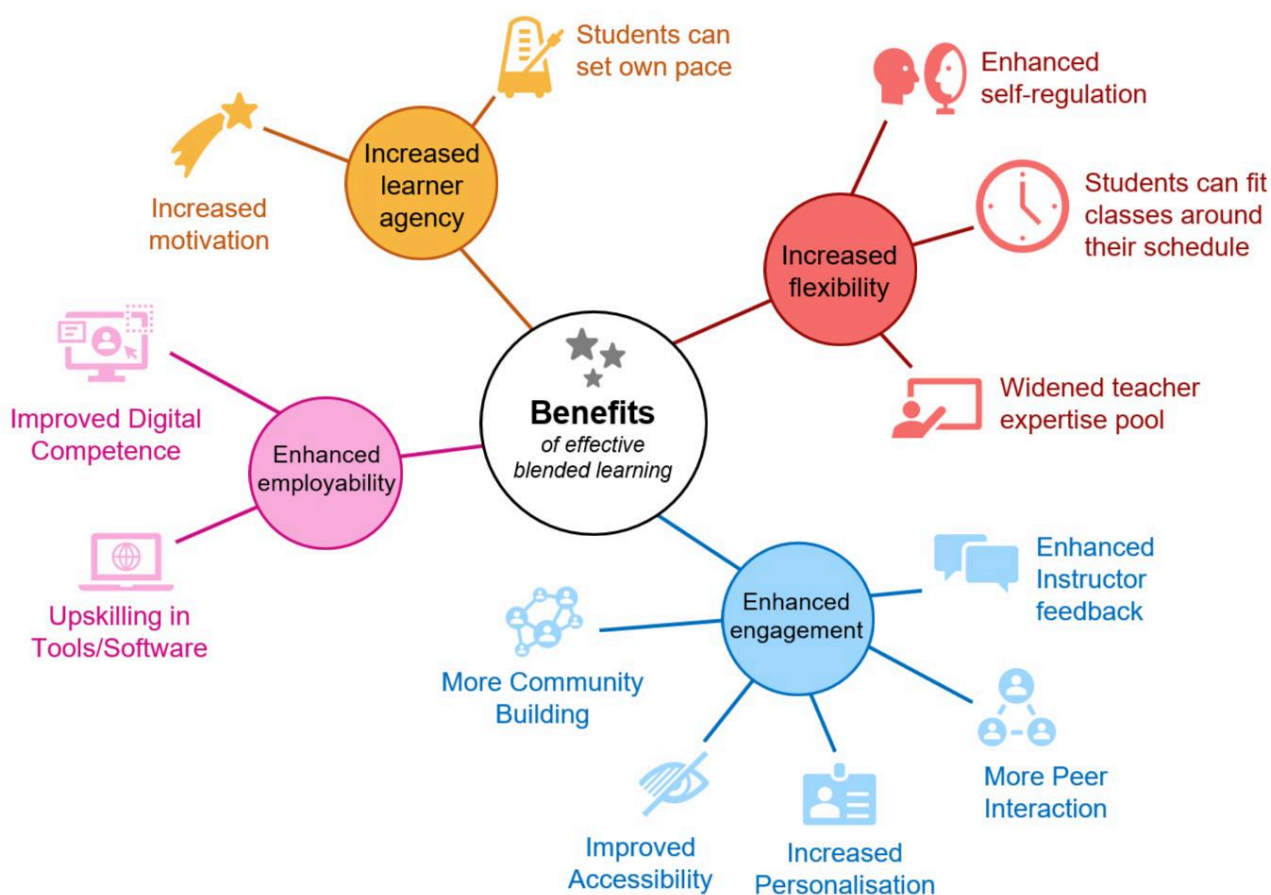 Students can
set own pace
Increased
motivation
Increased
learner
agency
Enhanced
self-regulation
Students can fit
classes around
their schedule
Increased
flexibility
Widened teacher
expertise pool
Benefits
of effective
blended learning
Improved Digital
Competence
Enhanced
employability
Upskilling in
Tools/Software
Enhanced
engagement
Enhanced
Instructor
feedback
More Community
Building
More Peer
Interaction
Improved
Accessibility
Increased
Personalisation